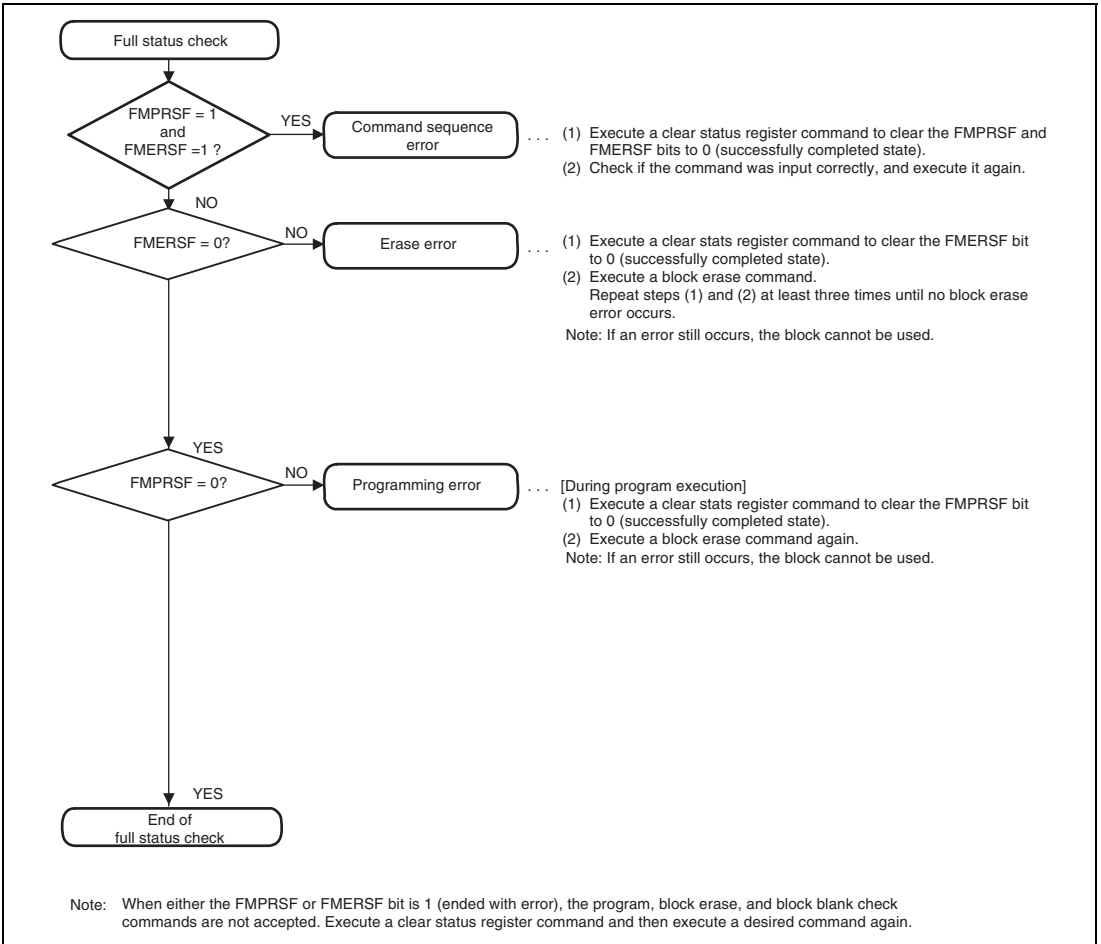 Full status check
FMPRSF = 1
and
FMERSF =1 ?
YES
Command sequence
error
. . . (1) Execute a clear status register command to clear the FMPRSF and
FMERSF bits to 0 (successfully completed state).
(2) Check if the command was input correctly, and execute it again.
NO
FMERSF = 0?
NO
Erase error
. . . (1) Execute a clear stats register command to clear the FMERSF bit
to 0 (successfully completed state).
(2) Execute a block erase command.
Repeat steps (1) and (2) at least three times until no block erase
error occurs.
Note: If an error still occurs, the block cannot be used.
YES
FMPRSF = 0?
NO
Programming error
. . . [During program execution]
(1) Execute a clear stats register command to clear the FMPRSF bit
to 0 (successfully completed state).
(2) Execute a block erase command again.
Note: If an error still occurs, the block cannot be used.
YES
End of
full status check
Note: When either the FMPRSF or FMERSF bit is 1 (ended with error), the program, block erase, and block blank check
commands are not accepted. Execute a clear status register command and then execute a desired command again.